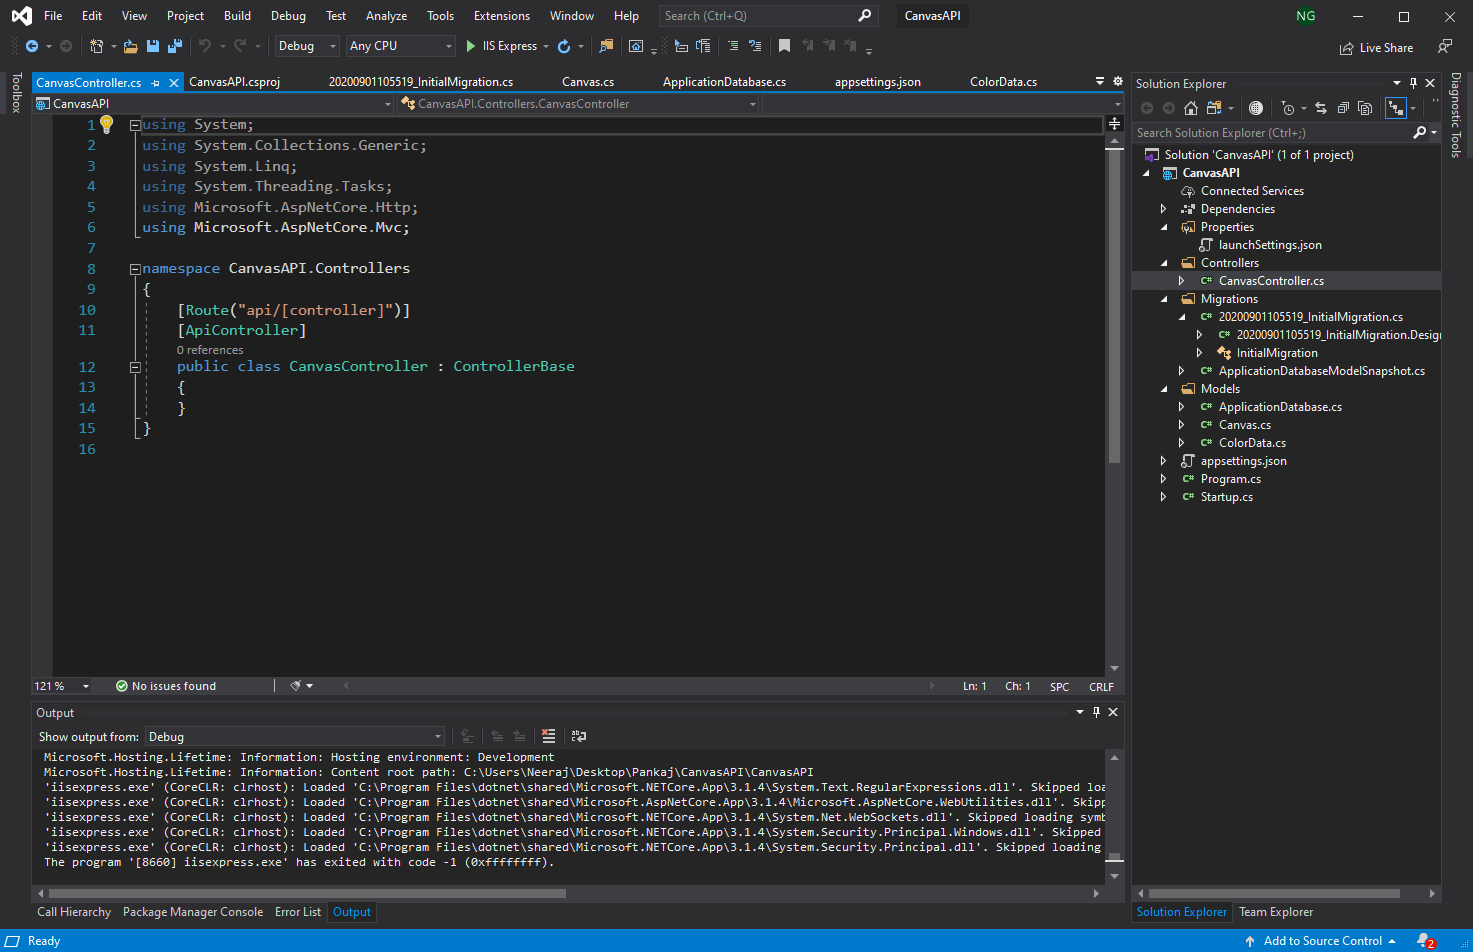 File Edit View Project Build Debug Test Analyze Tools Extensions Window Help Search (Ctrl+Q) CanvasAPI NG
Debug Any CPU IIS Express Live Share
Toolbox
CanvasController.cs CanvasAPI.csproj 20200901105519_InitialMigration.cs Canvas.cs ApplicationDatabase.cs appsettings.json ColorData.cs
CanvasAPI CanvasAPI.Controllers.CanvasController
1 using System;
2 using System.Collections.Generic;
3 using System.Linq;
4 using System.Threading.Tasks;
5 using Microsoft.AspNetCore.Http;
6 using Microsoft.AspNetCore.Mvc;
7
8 namespace CanvasAPI.Controllers
9 {
10 [Route("api/[controller]")]
11 [ApiController]
0 references
12 public class CanvasController : ControllerBase
13 {
14 }
15 }
16
121 % No issues found Ln: 1 Ch: 1 SPC CRLF
Output
Show output from: Debug
Microsoft.Hosting.Lifetime: Information: Hosting environment: Development
Microsoft.Hosting.Lifetime: Information: Content root path: C:\Users\Neeraj\Desktop\Pankaj\CanvasAPI\CanvasAPI
'iisexpress.exe' (CoreCLR: clrhost): Loaded 'C:\Program Files\dotnet\shared\Microsoft.NETCore.App\3.1.4\System.Text.RegularExpressions.dll'. Skipped loa
'iisexpress.exe' (CoreCLR: clrhost): Loaded 'C:\Program Files\dotnet\shared\Microsoft.AspNetCore.App\3.1.4\Microsoft.AspNetCore.WebUtilities.dll'. Skipp
'iisexpress.exe' (CoreCLR: clrhost): Loaded 'C:\Program Files\dotnet\shared\Microsoft.NETCore.App\3.1.4\System.Net.WebSockets.dll'. Skipped loading symb
'iisexpress.exe' (CoreCLR: clrhost): Loaded 'C:\Program Files\dotnet\shared\Microsoft.NETCore.App\3.1.4\System.Security.Principal.Windows.dll'. Skipped
'iisexpress.exe' (CoreCLR: clrhost): Loaded 'C:\Program Files\dotnet\shared\Microsoft.NETCore.App\3.1.4\System.Security.Principal.dll'. Skipped loading
The program '[8660] iisexpress.exe' has exited with code -1 (0xffffffff).
Call Hierarchy Package Manager Console Error List Output
Solution Explorer
Search Solution Explorer (Ctrl+;)
Solution 'CanvasAPI' (1 of 1 project)
CanvasAPI
Connected Services
Dependencies
Properties
launchSettings.json
Controllers
C# CanvasController.cs
Migrations
C# 20200901105519_InitialMigration.cs
C# 20200901105519_InitialMigration.Desig
InitialMigration
C# ApplicationDatabaseModelSnapshot.cs
Models
C# ApplicationDatabase.cs
C# Canvas.cs
C# ColorData.cs
appsettings.json
C# Program.cs
C# Startup.cs
Solution Explorer Team Explorer
Diagnostic Tools
Ready Add to Source Control 2